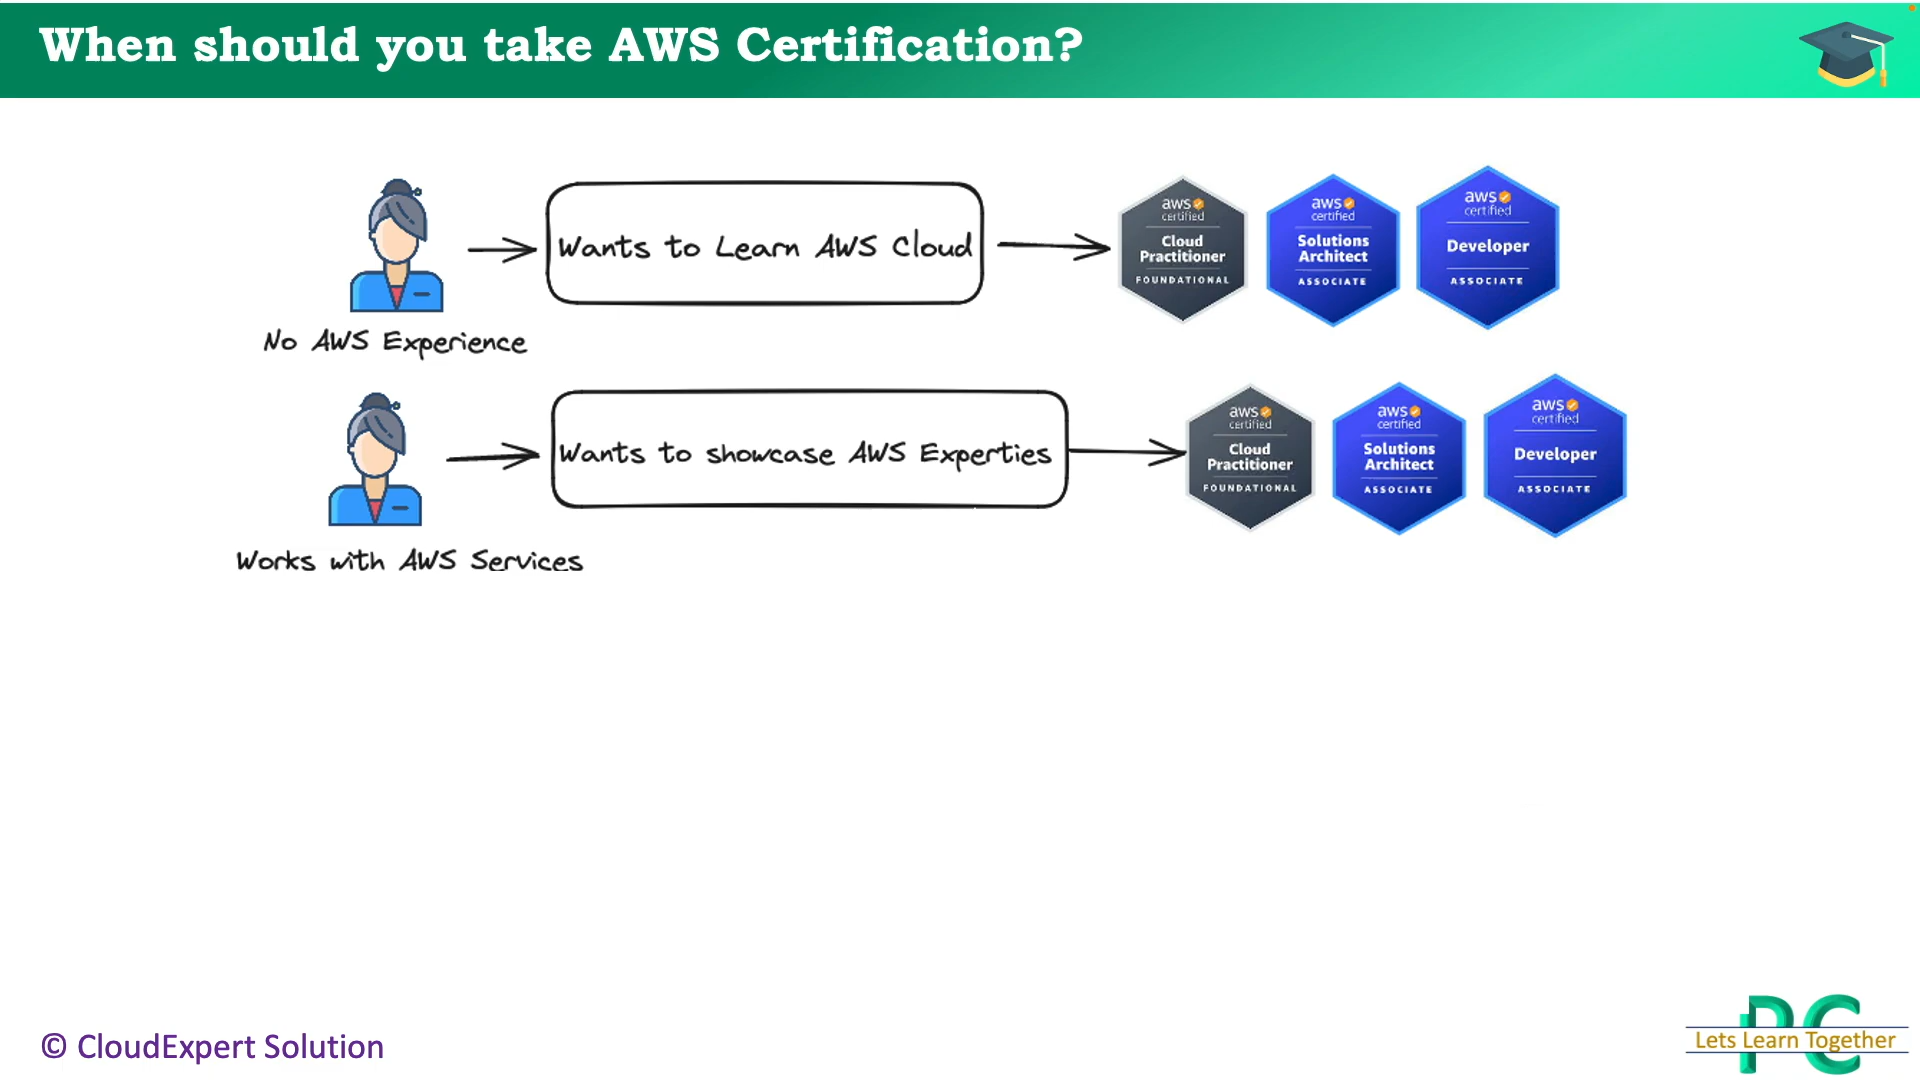 When should you take AWS Certification?
Wants to Learn AWS Cloud
aws
certified
Cloud
Practitioner
FOUNDATIONAL
aws
certified
Solutions
Architect
ASSOCIATE
aws
certified
Developer
ASSOCIATE
No AWS Experience
Wants to showcase AWS Experties
aws
certified
Cloud
Practitioner
FOUNDATIONAL
aws
certified
Solutions
Architect
ASSOCIATE
aws
certified
Developer
ASSOCIATE
Works with AWS Services
© CloudExpert Solution
PC
Lets Learn Together